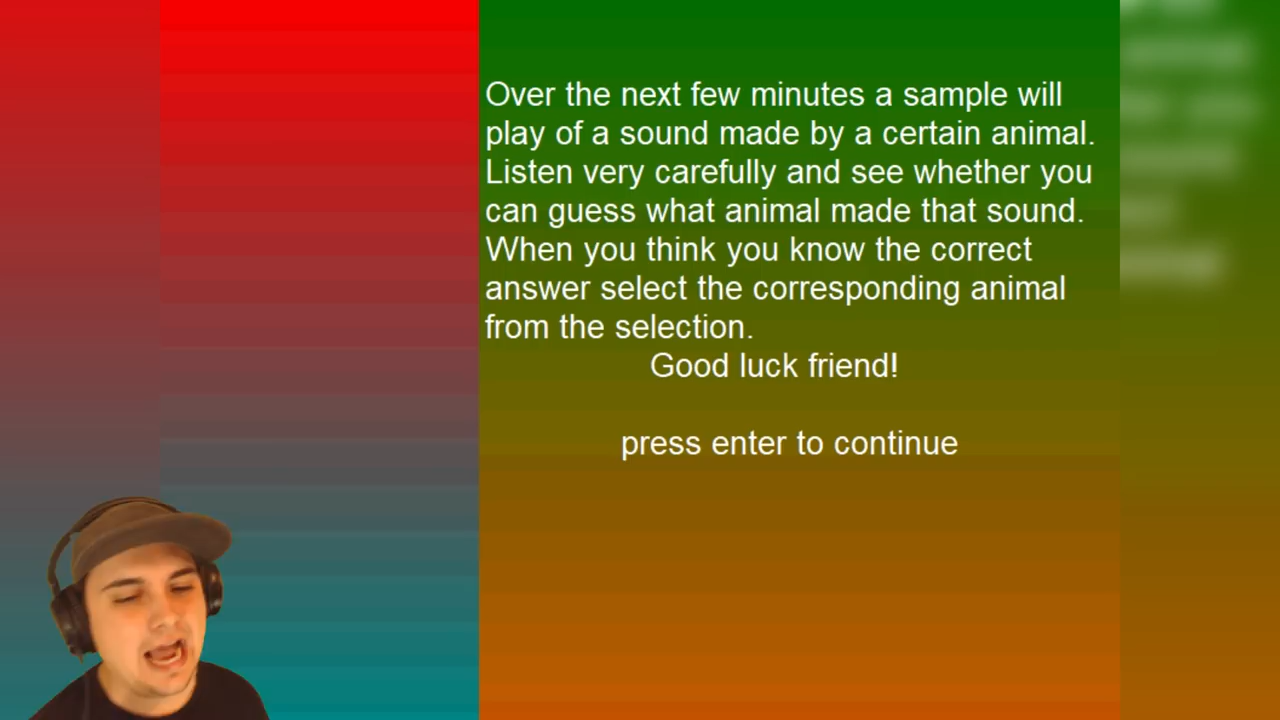 Over the next few minutes a sample will
play of a sound made by a certain animal.
Listen very carefully and see whether you
can guess what animal made that sound.
When you think you know the correct
answer select the corresponding animal
from the selection.
Good luck friend!
press enter to continue